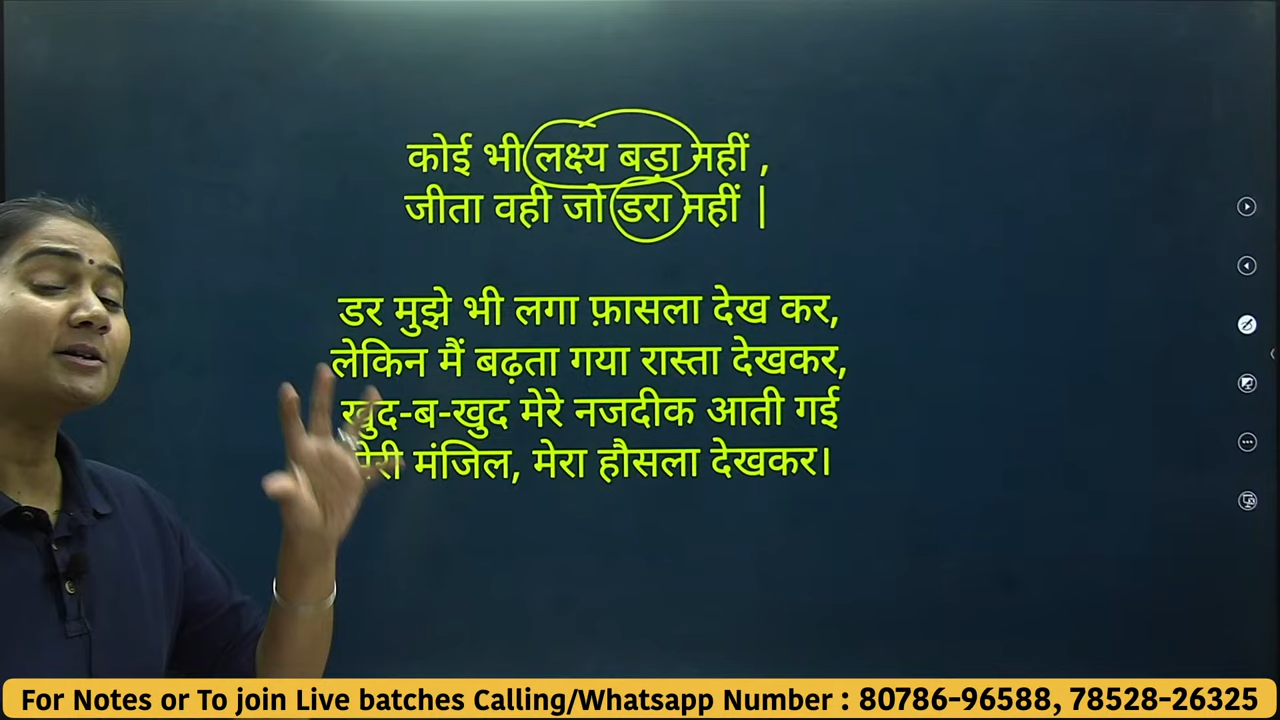 कोई भी लक्ष्य बड़ा नहीं ,
जीता वही जो डरा नहीं |
डर मुझे भी लगा फ़ासला देख कर,
लेकिन मैं बढ़ता गया रास्ता देखकर,
खुद-ब-खुद मेरे नजदीक आती गई
मंजिल, मेरा हौसला देखकर।
For Notes or To join Live batches Calling/Whatsapp Number : 80786-96588, 78528-26325